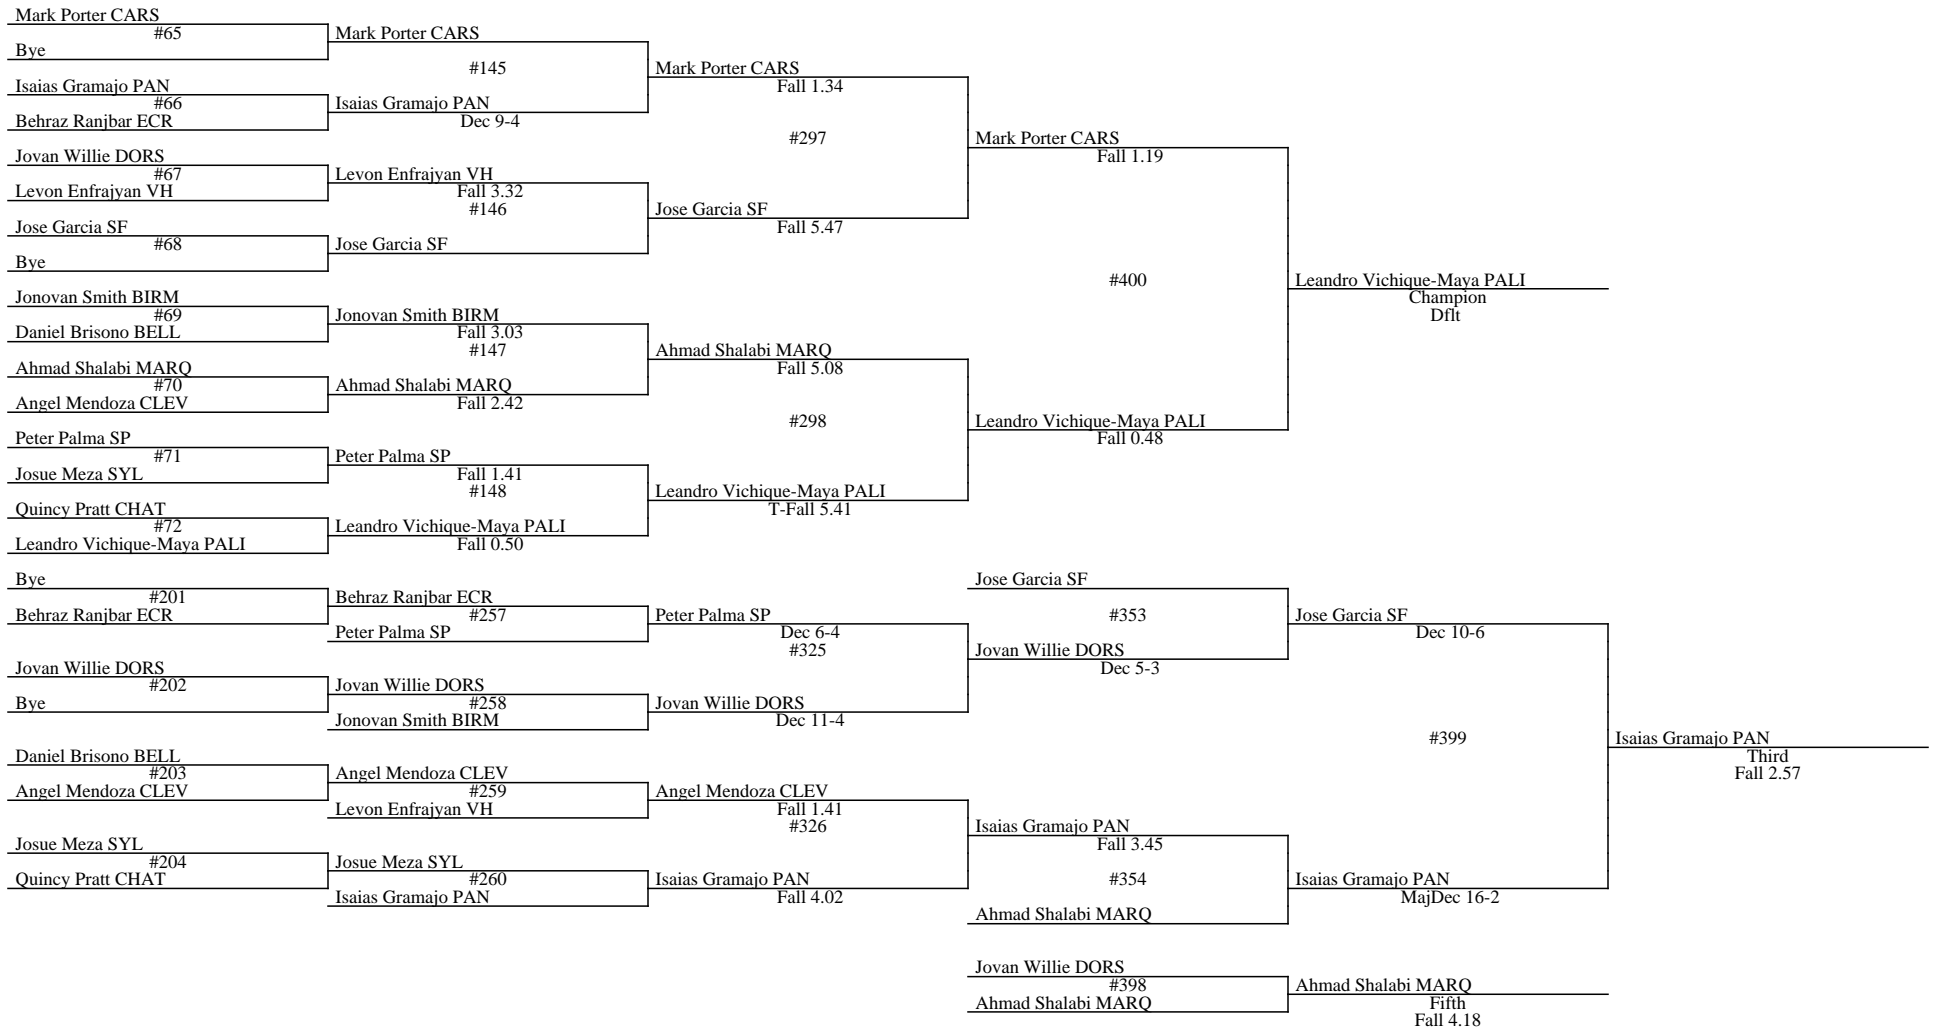 Mark Porter CARS
#65
Bye
Mark Porter CARS
#145
Isaias Gramajo PAN
#66
Behraz Ranjbar ECR
Isaias Gramajo PAN
Dec 9-4
Mark Porter CARS
Fall 1.34
#297
Jovan Willie DORS
#67
Levon Enfrajyan VH
Levon Enfrajyan VH
Fall 3.32
#146
Jose Garcia SF
#68
Bye
Jose Garcia SF
Jose Garcia SF
Fall 5.47
Mark Porter CARS
Fall 1.19
#400
Jonovan Smith BIRM
#69
Daniel Brisono BELL
Jonovan Smith BIRM
Fall 3.03
#147
Ahmad Shalabi MARQ
#70
Angel Mendoza CLEV
Ahmad Shalabi MARQ
Fall 2.42
Ahmad Shalabi MARQ
Fall 5.08
#298
Peter Palma SP
#71
Josue Meza SYL
Peter Palma SP
Fall 1.41
#148
Quincy Pratt CHAT
#72
Leandro Vichique-Maya PALI
Leandro Vichique-Maya PALI
Fall 0.50
Leandro Vichique-Maya PALI
T-Fall 5.41
Leandro Vichique-Maya PALI
Fall 0.48
Leandro Vichique-Maya PALI
Champion
Dflt
Bye
#201
Behraz Ranjbar ECR
Behraz Ranjbar ECR
#257
Peter Palma SP
Peter Palma SP
Dec 6-4
#325
Jovan Willie DORS
#202
Bye
Jovan Willie DORS
#258
Jonovan Smith BIRM
Jovan Willie DORS
Dec 11-4
Jose Garcia SF
#353
Jovan Willie DORS
Dec 5-3
Jose Garcia SF
Dec 10-6
#399
Daniel Brisono BELL
#203
Angel Mendoza CLEV
Angel Mendoza CLEV
#259
Levon Enfrajyan VH
Angel Mendoza CLEV
Fall 1.41
#326
Josue Meza SYL
#204
Quincy Pratt CHAT
Josue Meza SYL
#260
Isaias Gramajo PAN
Isaias Gramajo PAN
Fall 4.02
Isaias Gramajo PAN
Fall 3.45
#354
Ahmad Shalabi MARQ
Isaias Gramajo PAN
MajDec 16-2
Isaias Gramajo PAN
Third
Fall 2.57
Jovan Willie DORS
#398
Ahmad Shalabi MARQ
Ahmad Shalabi MARQ
Fifth
Fall 4.18